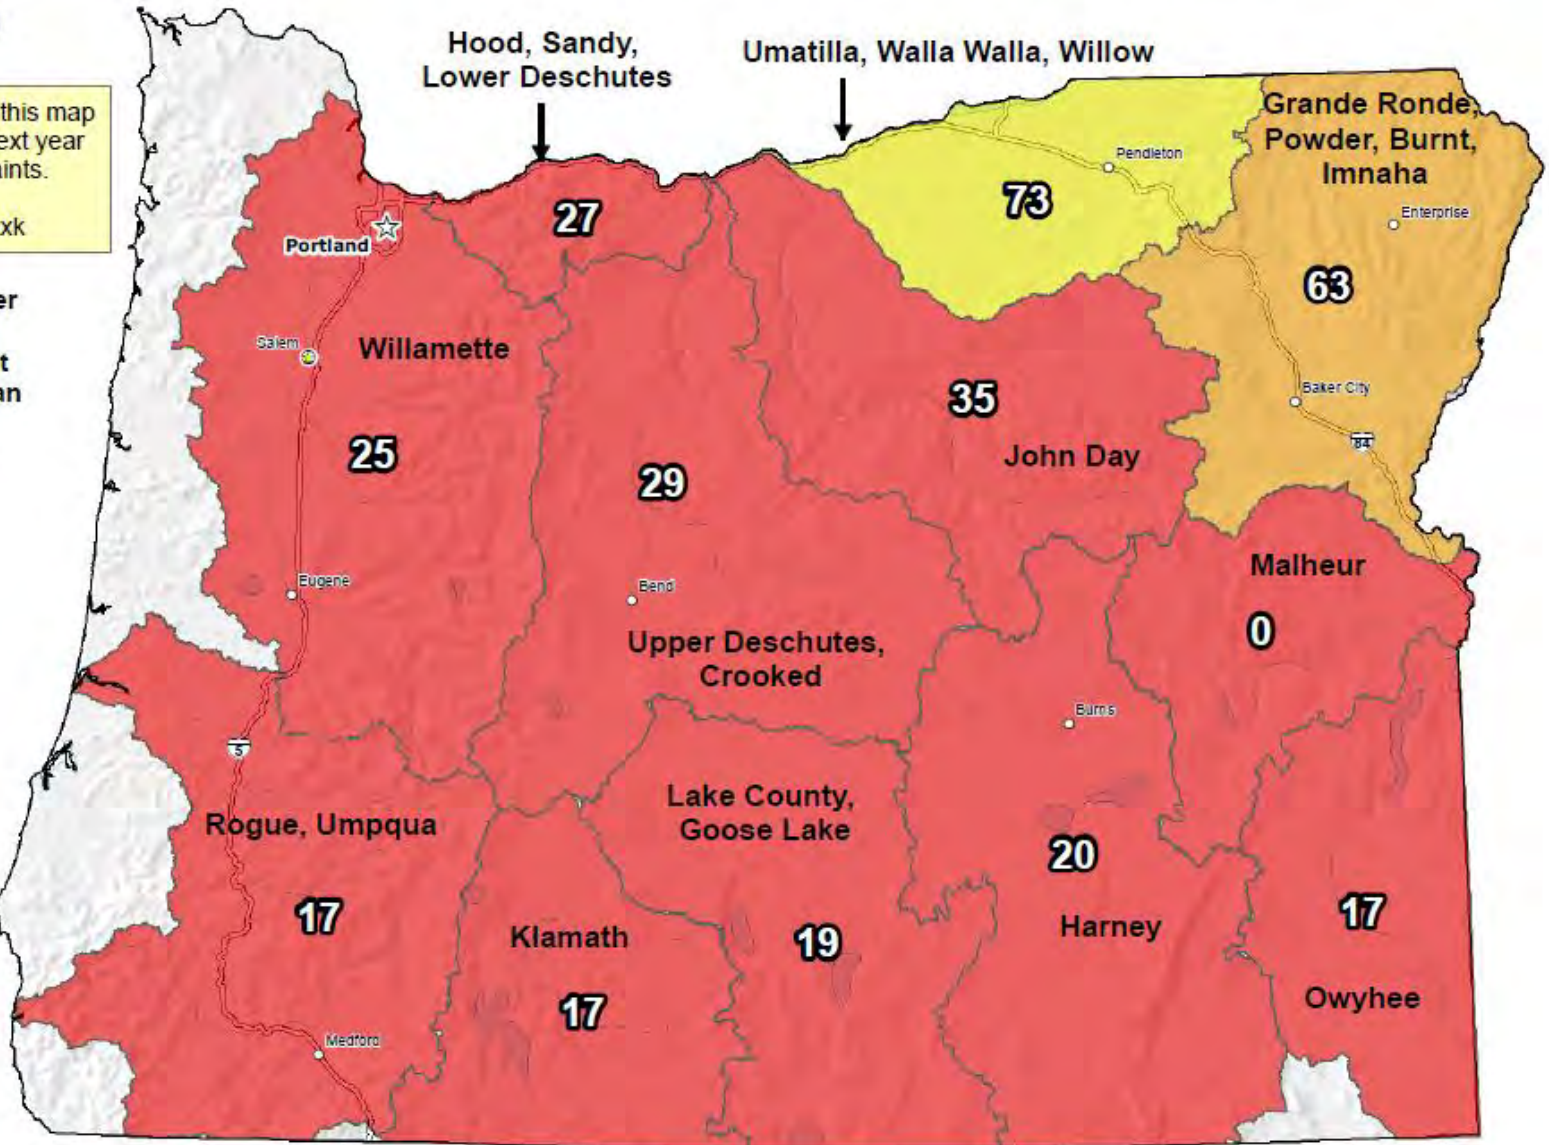 Hood, Sandy,
Lower Deschutes
Umatilla, Walla Walla, Willow
this map
ext year
aints.
xk
er
t
an
Grande Ronde,
Powder, Burnt,
Imnaha
Pendleton
73
Enterprise
27
Portland
63
Salem
Willamette
Baker City
35
84
John Day
25
29
Malheur
Eugene
Bend
0
Upper Deschutes,
Crooked
Burns
5
Lake County,
Goose Lake
Rogue, Umpqua
20
17
17
Klamath
19
Harney
17
Owyhee
Medford